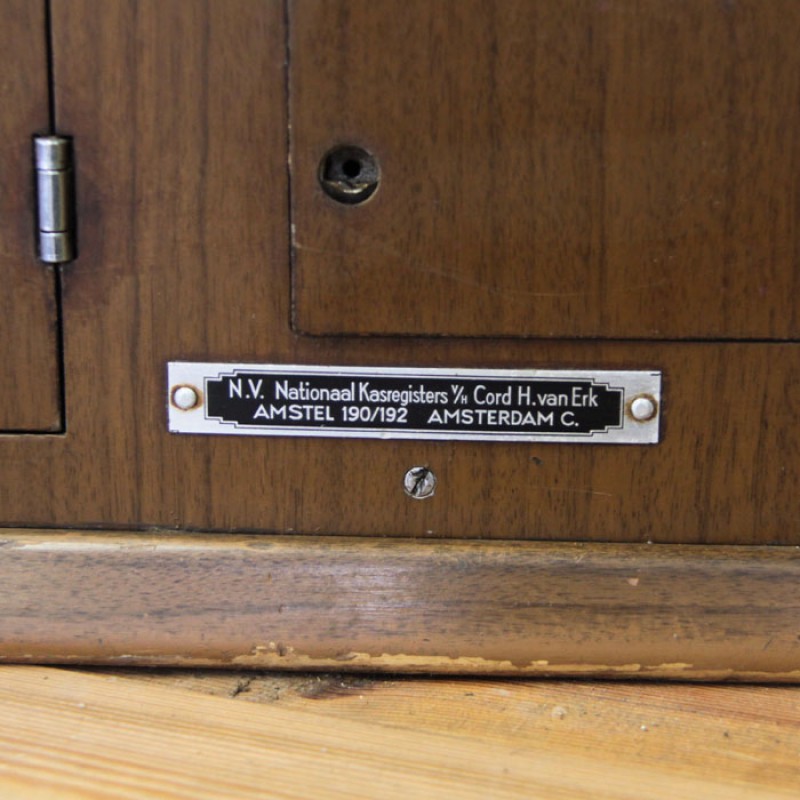 N.V. Nationaal Kasregisters V/H Cord H. van Erk
AMSTEL 190/192 AMSTERDAM C.